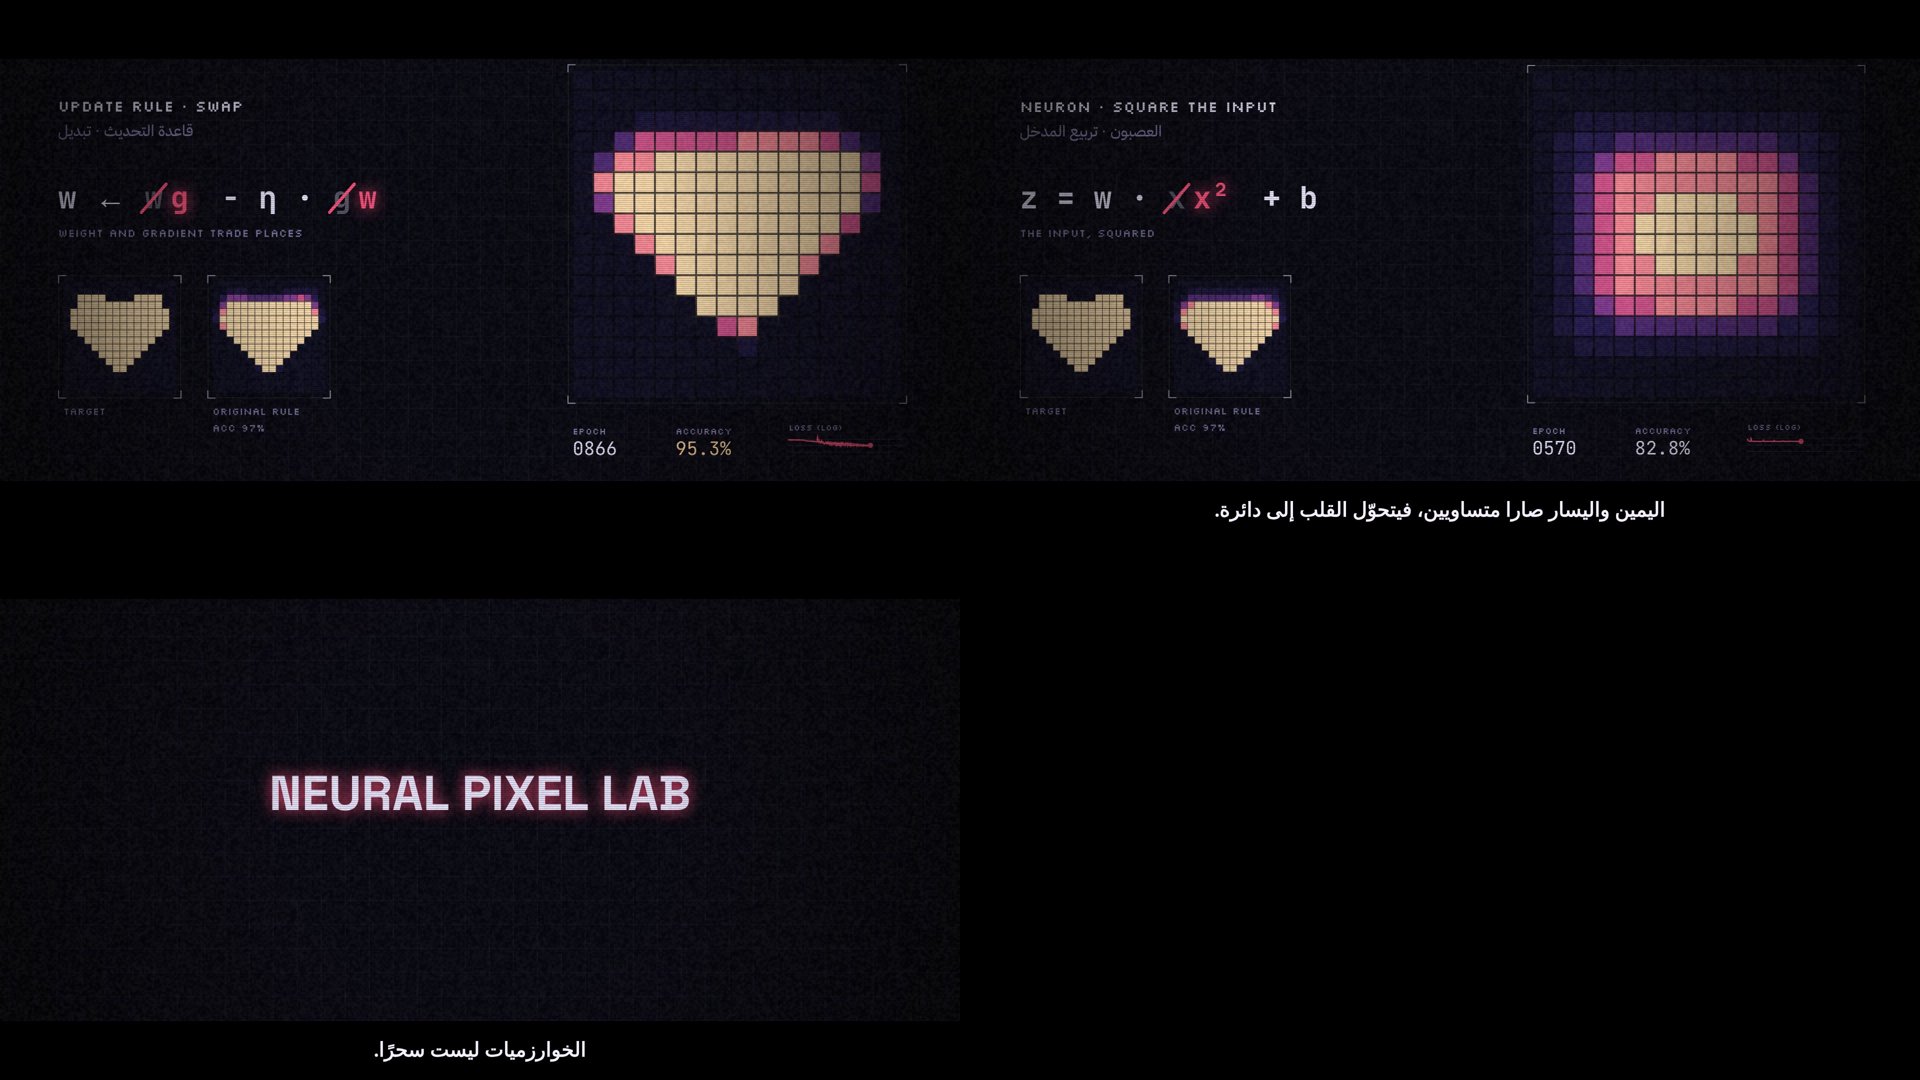 UPDATE RULE · SWAP
قاعدة التحديث · تبديل
w ← w g - η · g w
WEIGHT AND GRADIENT TRADE PLACES
TARGET
ORIGINAL RULE
ACC 97%
EPOCH
0866
ACCURACY
95.3%
LOSS (LOG)
NEURON · SQUARE THE INPUT
العصبون · تربيع المدخل
z = w · x x² + b
THE INPUT, SQUARED
TARGET
ORIGINAL RULE
ACC 97%
EPOCH
0570
ACCURACY
82.8%
LOSS (LOG)
اليمين واليسار صارا متساويين، فيتحوّل القلب إلى دائرة.
NEURAL PIXEL LAB
الخوارزميات ليست سحرًا.